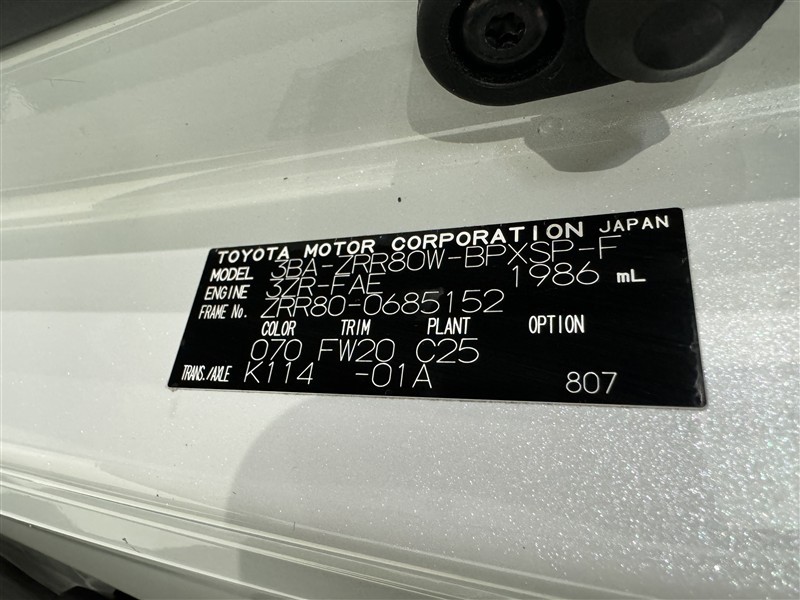 TOYOTA MOTOR CORPORATION JAPAN
MODEL 3BA-ZRR80W-BPXSP-F
ENGINE 3ZR-FAE 1986 mL
FRAME No. ZRR80-0685152
COLOR TRIM PLANT OPTION
070 FW20 C25
TRANS./AXLE K114 -01A 807